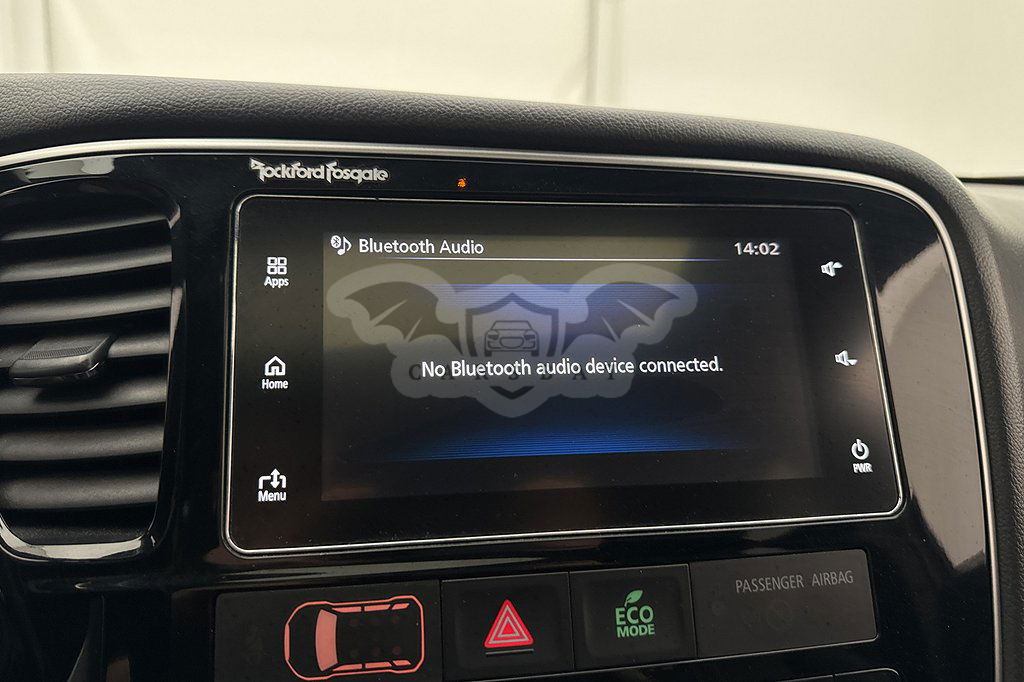 Rockford Fosgate
Bluetooth Audio
14:02
Apps
Home
No Bluetooth audio device connected.
CARSBAT
Menu
PWR
ECO
MODE
PASSENGER AIRBAG